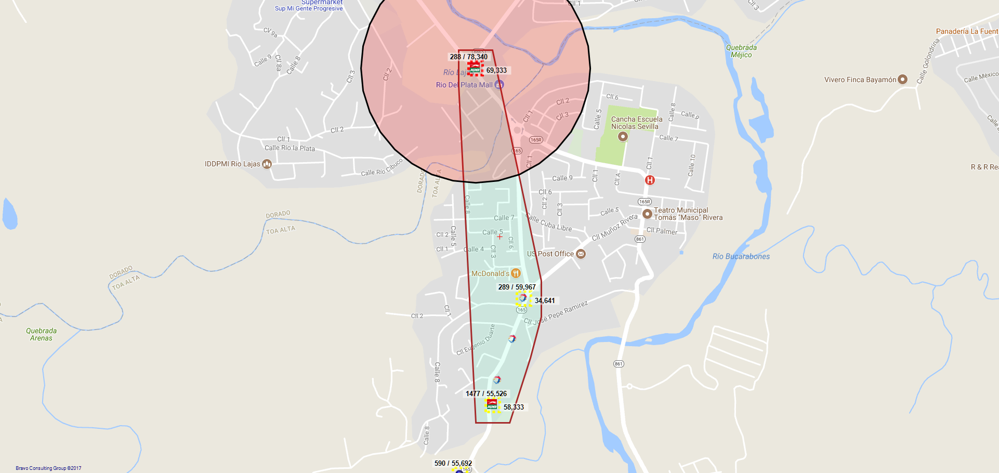 Supermarket
Sup Mi Gente Progresive
Cll 1
Cll 3
CV 9a
Calle 9
Cll 8a
Calle 8
Cll 3
Cll 2
Panadería La Fuent
Quebrada
Méjico
Calle Golondrina
Calle México
288 / 78,340
PUMA
69,333
Río Lajas
Rio Del Plata Mall
Vivero Finca Bayamón
Cll 6
Cll 2
Cll 3
Cll 1
Calle 5
Cll 8
Calle 9
Cancha Escuela
Nicolas Sevilla
Cll 2
Cll 1
Calle Río la Plata
165R
165
Calle 7
IDDPMI Rio Lajas
Calle Río Cibuco
Cll 1
Cll 1
Calle 10
R & R Rea
DORADO
TOA ALTA
Calle 9
Cll 1
Cll A
H
Cll 6
Cll 2
Cll 3
Calle 8
165R
DORADO
TOA ALTA
Calle 7
Calle Cuba Libre
Calle 5
Teatro Municipal
Tomás "Maso" Rivera
Cll Muñoz Rivera
Cll Palmer
Cll 2
Calle 5
Calle 5
Cll 6
861
Cll 1
Calle 4
Cll 3
US Post Office
Río Bucarabones
DORADO
TOA ALTA
McDonald's
289 / 59,967
34,641
165
Cll 2
Cll 1
Cll José Pepe Ramirez
Quebrada
Arenas
Cll Eugenio Duarte
Calle 8
861
1477 / 55,526
PUMA
58,333
Calle 8
590 / 55,692
165
Bravo Consulting Group ©2017